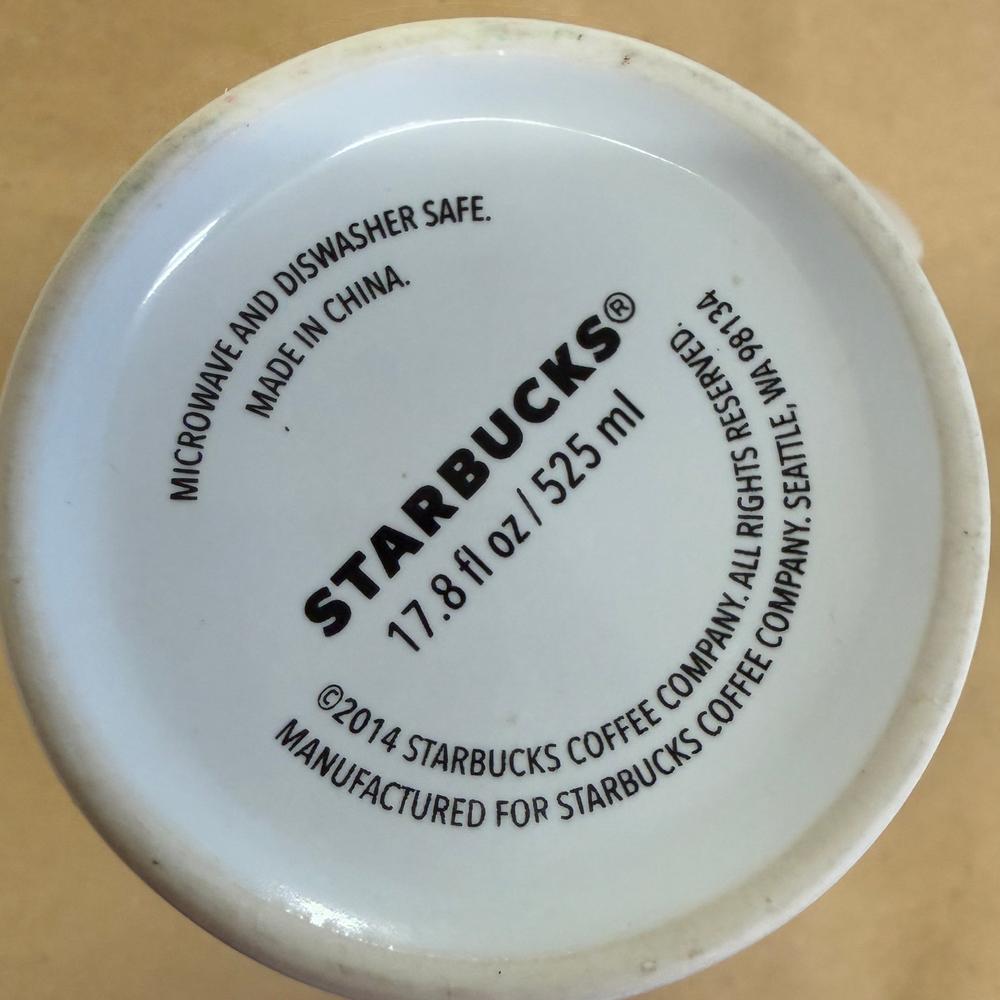 MICROWAVE AND DISWASHER SAFE.
MADE IN CHINA.
STARBUCKS®
17.8 fl oz / 525 ml
©2014 STARBUCKS COFFEE COMPANY. ALL RIGHTS RESERVED.
MANUFACTURED FOR STARBUCKS COFFEE COMPANY. SEATTLE, WA 98134